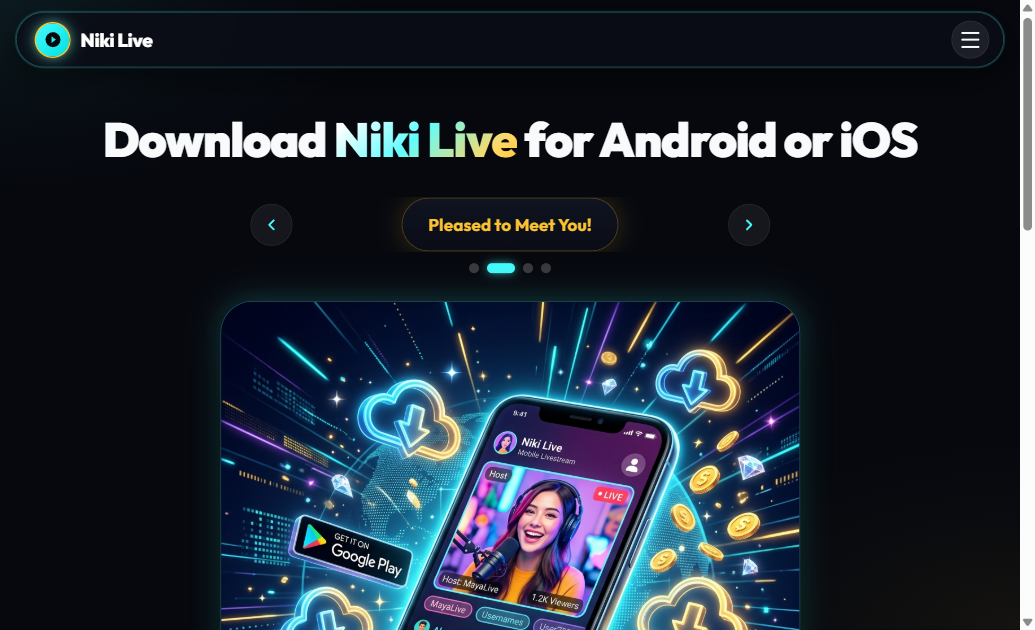 Niki Live
Download Niki Live for Android or iOS
Pleased to Meet You!
9:41
Niki Live
Mobile Livestream
Host
LIVE
GET IT ON
Google Play
Host: MayaLive
1.2K Viewers
MayaLive
Usernames